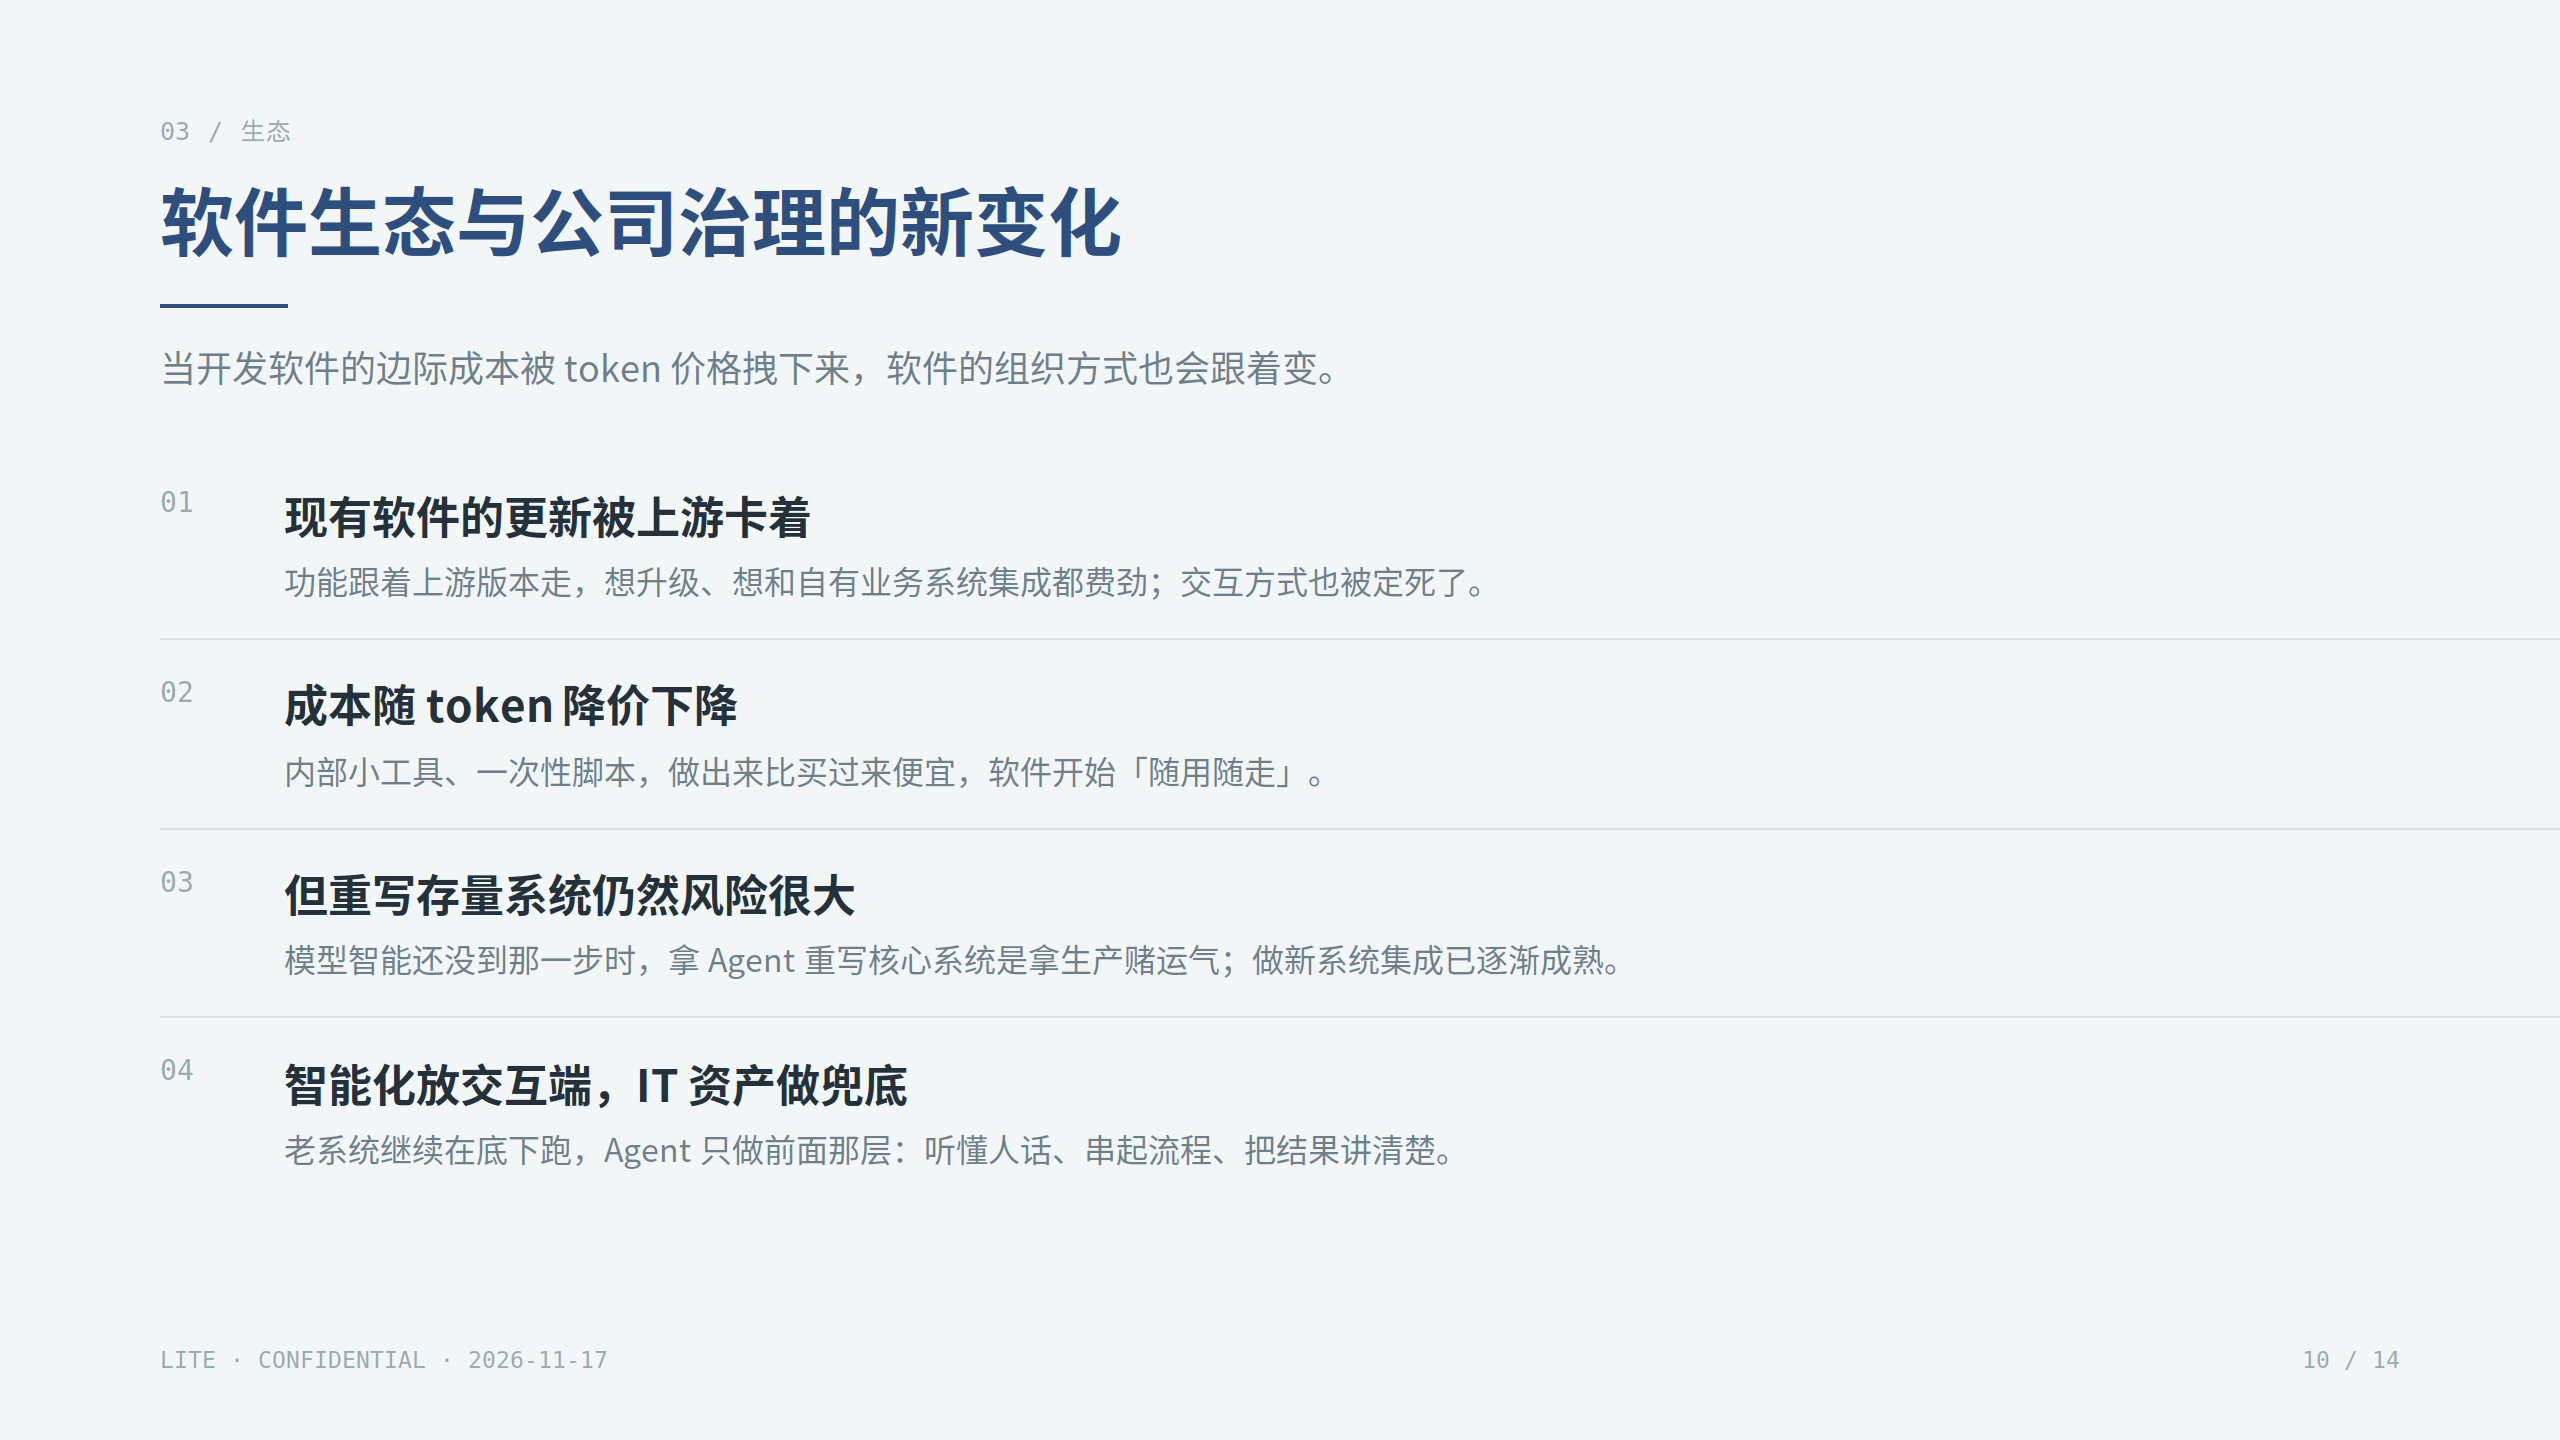 03 / 生态
软件生态与公司治理的新变化
当开发软件的边际成本被 token 价格拽下来，软件的组织方式也会跟着变。
01
现有软件的更新被上游卡着
功能跟着上游版本走，想升级、想和自有业务系统集成都费劲；交互方式也被定死了。
02
成本随 token 降价下降
内部小工具、一次性脚本，做出来比买过来便宜，软件开始「随用随走」。
03
但重写存量系统仍然风险很大
模型智能还没到那一步时，拿 Agent 重写核心系统是拿生产赌运气；做新系统集成已逐渐成熟。
04
智能化放交互端，IT 资产做兜底
老系统继续在底下跑，Agent 只做前面那层：听懂人话、串起流程、把结果讲清楚。
LITE · CONFIDENTIAL · 2026-11-17
10 / 14